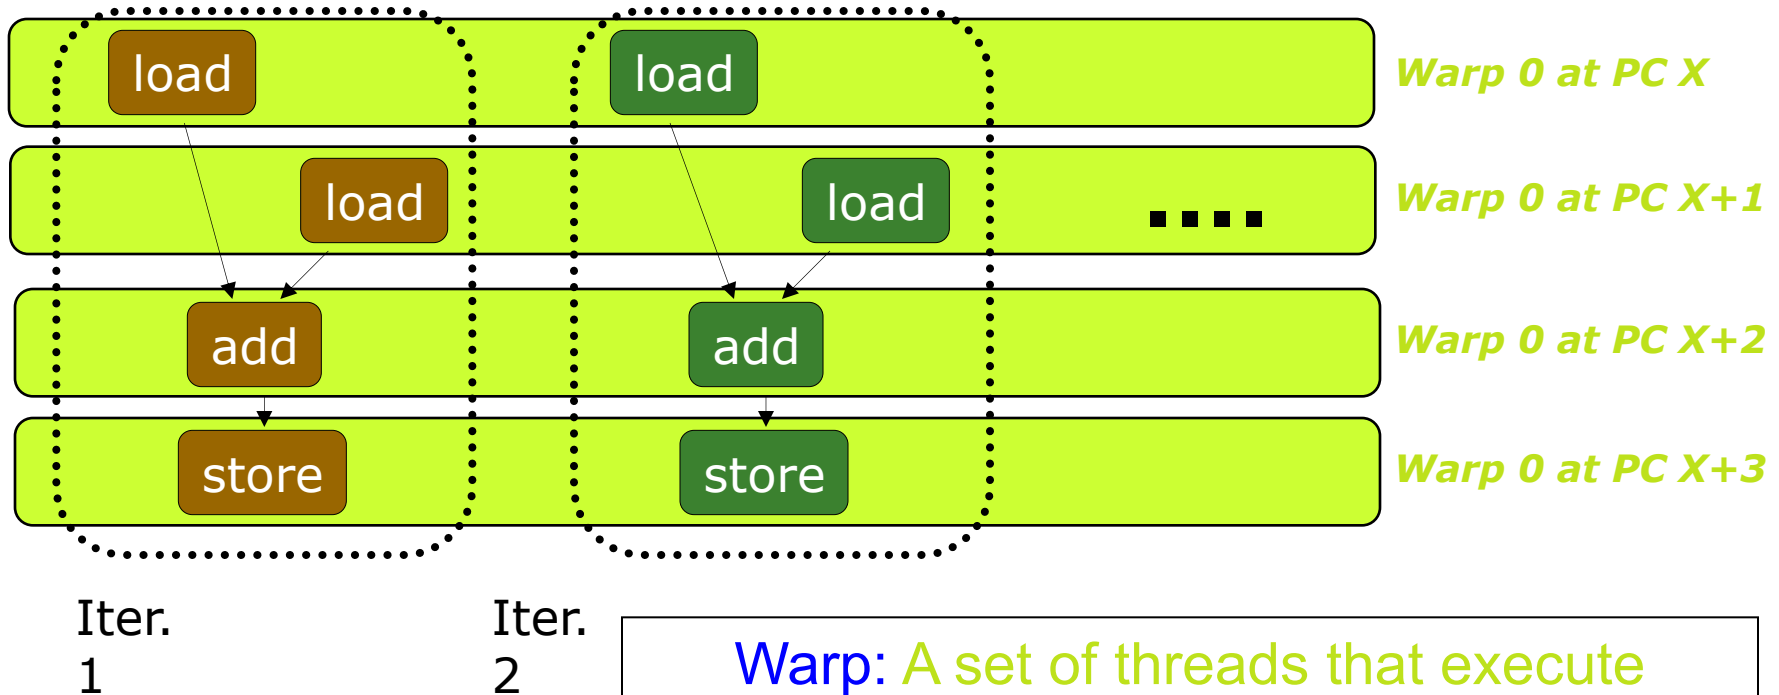 load load Warp 0 at PC X
load load Warp 0 at PC X+1
add add Warp 0 at PC X+2
store store Warp 0 at PC X+3
Iter.
1
Iter.
2
Warp: A set of threads that execute